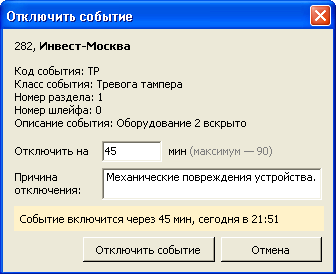 Отключить событие
282, Инвест-Москва
Код события: TP
Класс события: Тревога тампера
Номер раздела: 1
Номер шлейфа: 0
Описание события: Оборудование 2 вскрыто
Отключить на 45 мин (максимум — 90)
Причина отключения: Механические повреждения устройства.
Событие включится через 45 мин, сегодня в 21:51
Отключить событие Отмена